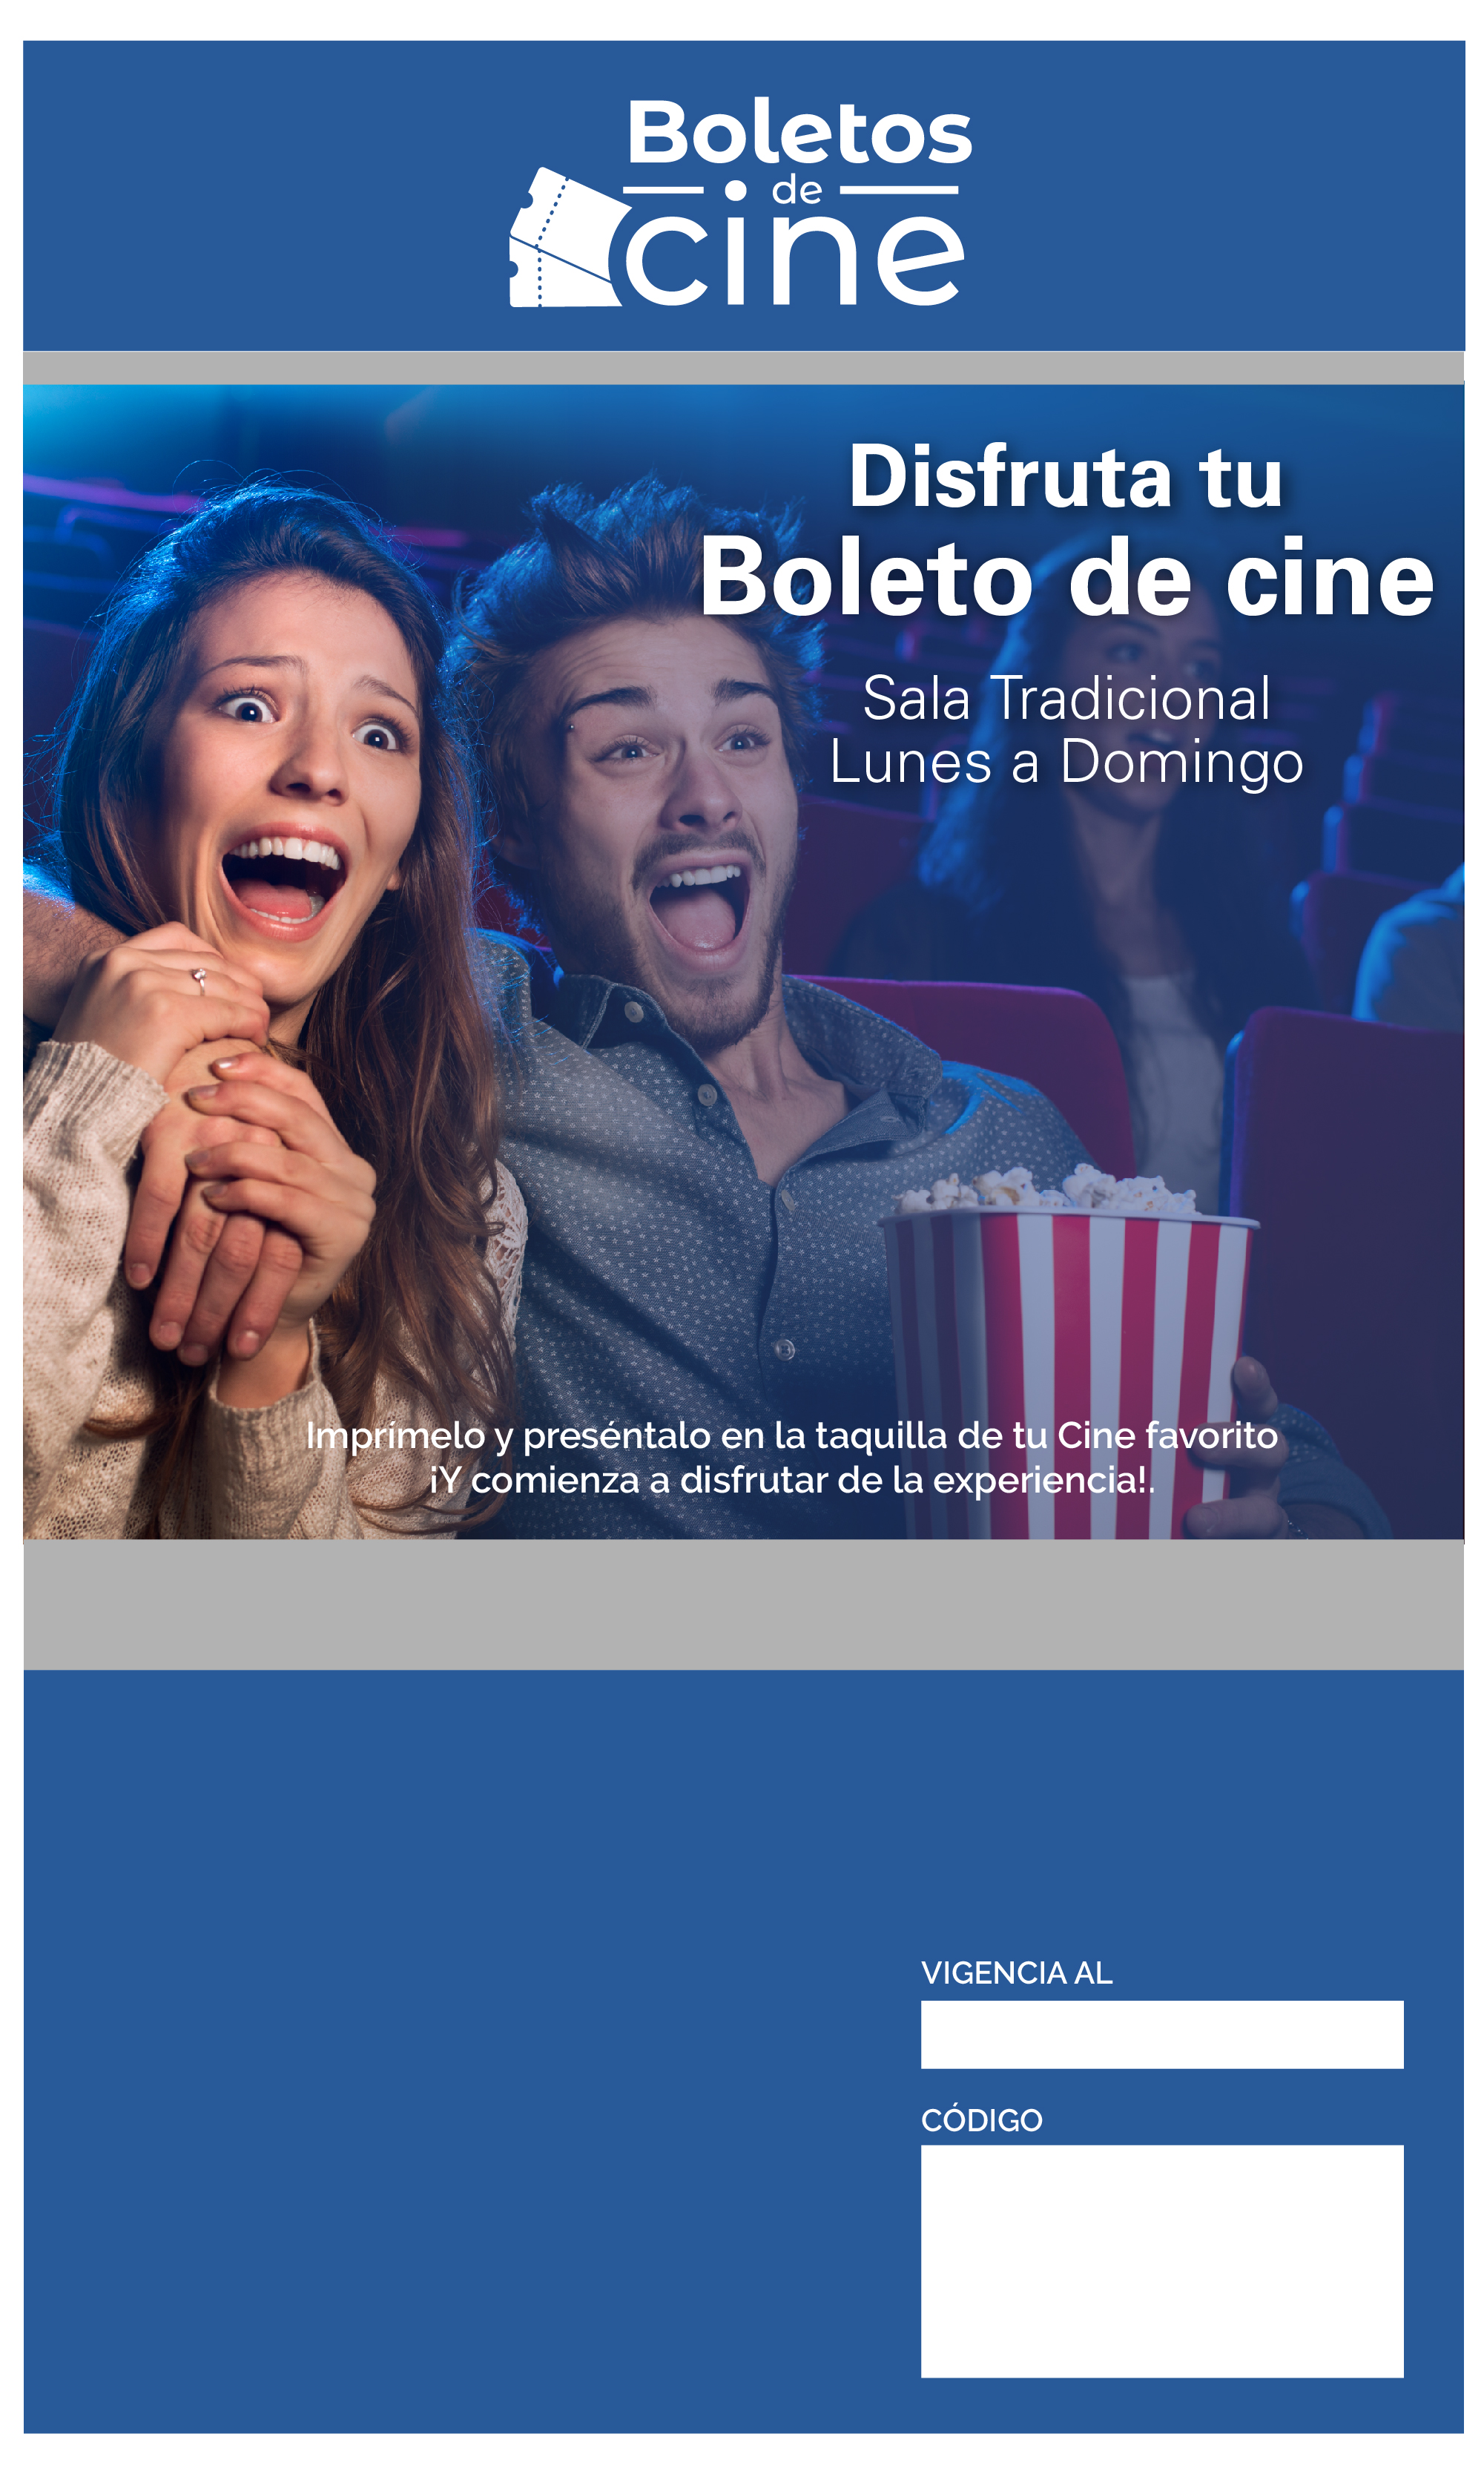 Boletos
de
cine
Disfruta tu
Boleto de cine
Sala Tradicional
Lunes a Domingo
Imprímelo y preséntalo en la taquilla de tu Cine favorito
¡Y comienza a disfrutar de la experiencia!.
VIGENCIA AL
CÓDIGO